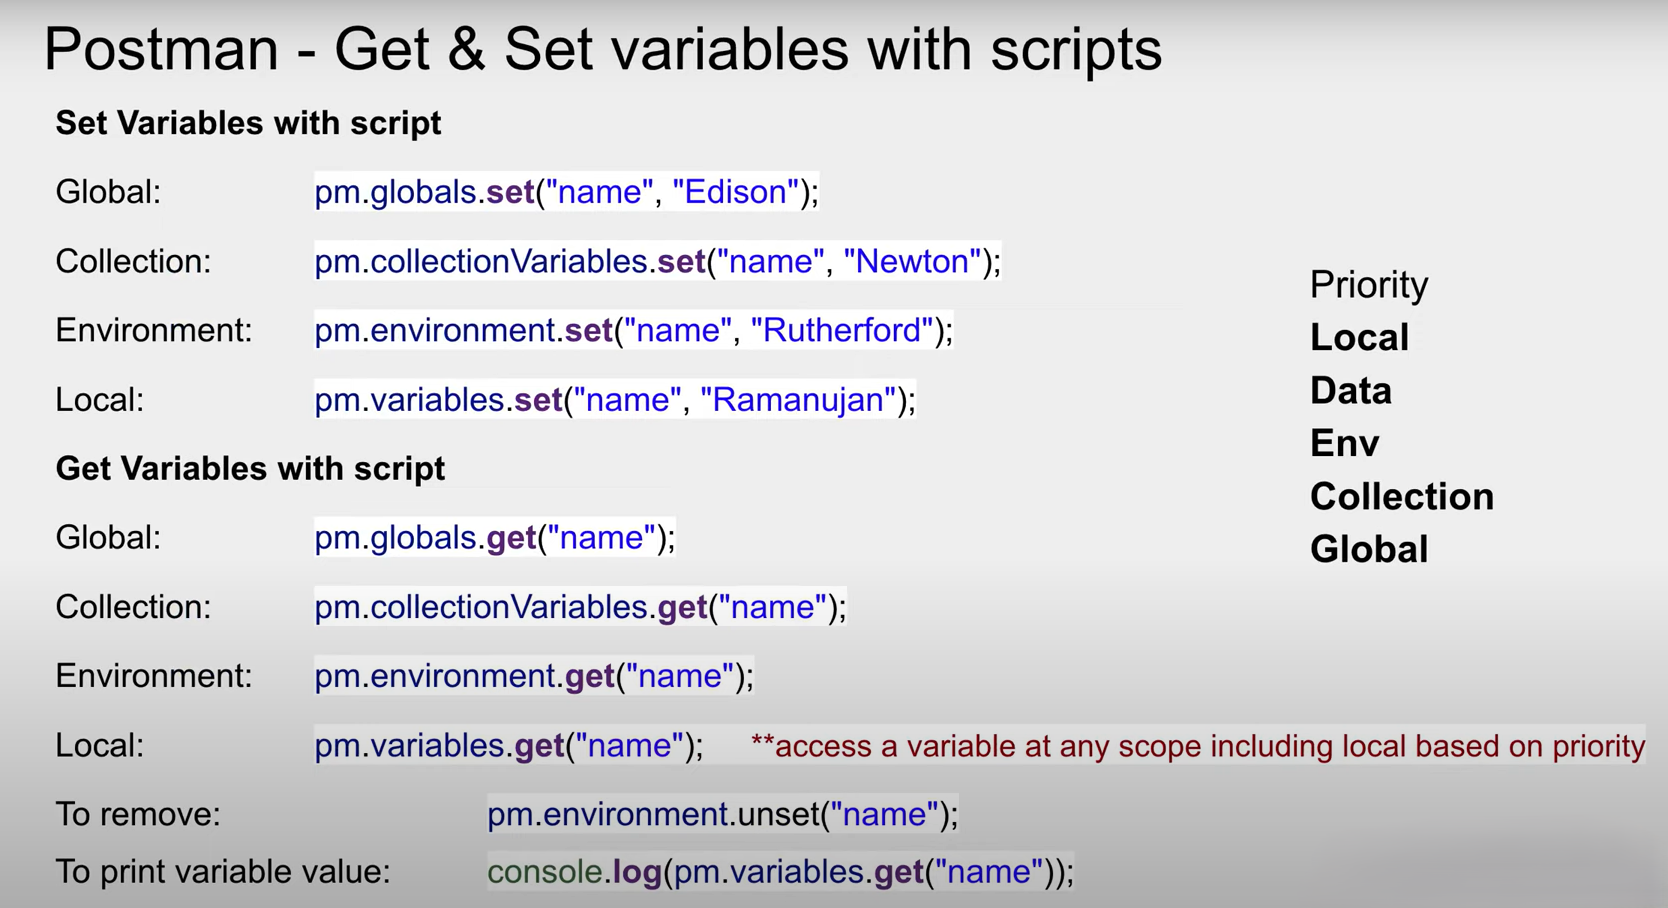 Postman - Get & Set variables with scripts
Set Variables with script
Global: pm.globals.set("name", "Edison");
Collection: pm.collectionVariables.set("name", "Newton");
Environment: pm.environment.set("name", "Rutherford");
Local: pm.variables.set("name", "Ramanujan");
Get Variables with script
Global: pm.globals.get("name");
Collection: pm.collectionVariables.get("name");
Environment: pm.environment.get("name");
Local: pm.variables.get("name"); **access a variable at any scope including local based on priority
To remove: pm.environment.unset("name");
To print variable value: console.log(pm.variables.get("name"));
Priority
Local
Data
Env
Collection
Global